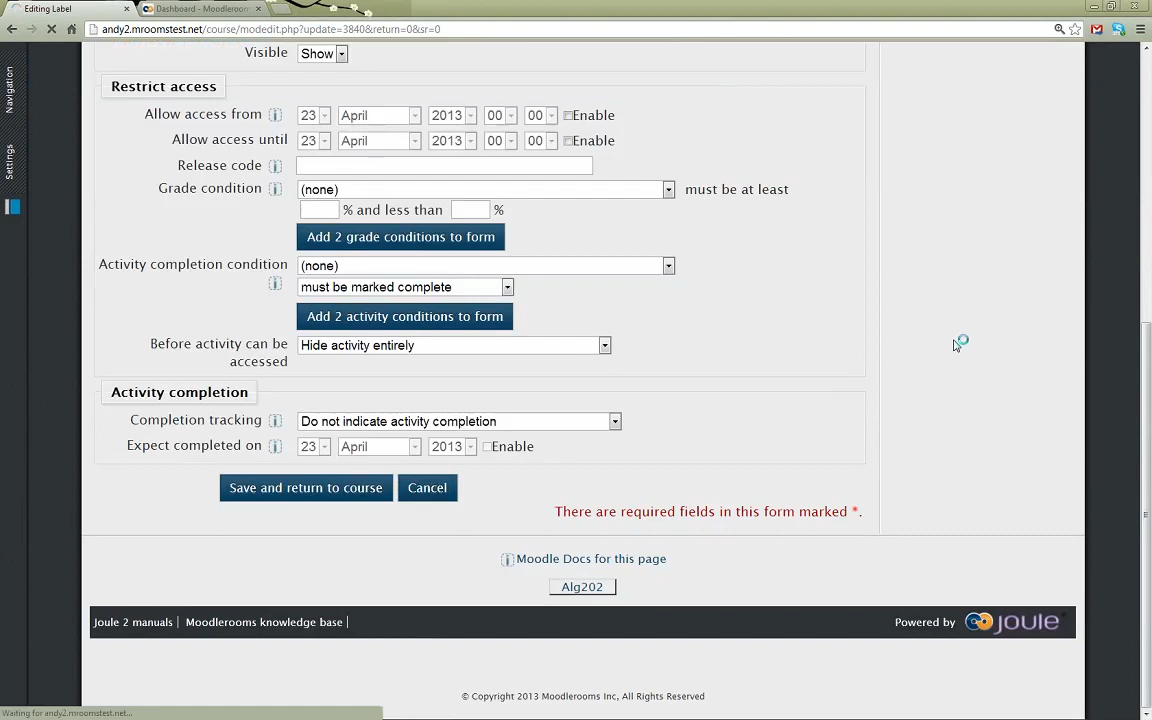 Editing Label × Dashboard - Moodleroom ×
andy2.mroomstest.net/course/modedit.php?update=3840&return=0&sr=0
Navigation
Settings
Visible Show
Restrict access
Allow access from 23 April 2013 00 00 Enable
Allow access until 23 April 2013 00 00 Enable
Release code
Grade condition (none) must be at least
% and less than %
Add 2 grade conditions to form
Activity completion condition (none)
must be marked complete
Add 2 activity conditions to form
Before activity can be Hide activity entirely
accessed
Activity completion
Completion tracking Do not indicate activity completion
Expect completed on 23 April 2013 Enable
Save and return to course Cancel
There are required fields in this form marked *.
Moodle Docs for this page
Alg202
Joule 2 manuals | Moodlerooms knowledge base | Powered by joule
© Copyright 2013 Moodlerooms Inc, All Rights Reserved
Waiting for andy2.mroomstest.net...